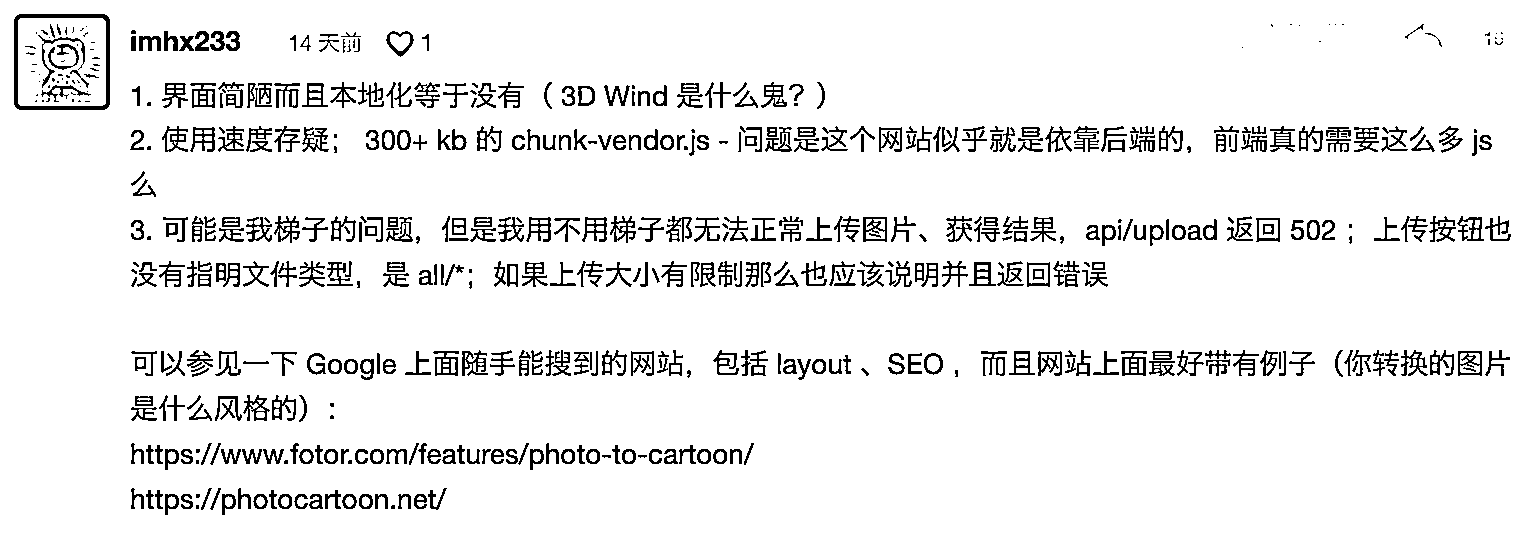 imhx233 14 天前 1
1. 界面简陋而且本地化等于没有（ 3D Wind 是什么鬼？）
2. 使用速度存疑； 300+ kb 的 chunk-vendor.js - 问题是这个网站似乎就是依靠后端的，前端真的需要这么多 js
么
3. 可能是我梯子的问题，但是我用不用梯子都无法正常上传图片、获得结果，api/upload 返回 502 ；上传按钮也
没有指明文件类型，是 all/*；如果上传大小有限制那么也应该说明并且返回错误
可以参见一下 Google 上面随手能搜到的网站，包括 layout 、SEO ，而且网站上面最好带有例子（你转换的图片
是什么风格的）:
https://www.fotor.com/features/photo-to-cartoon/
https://photocartoon.net/